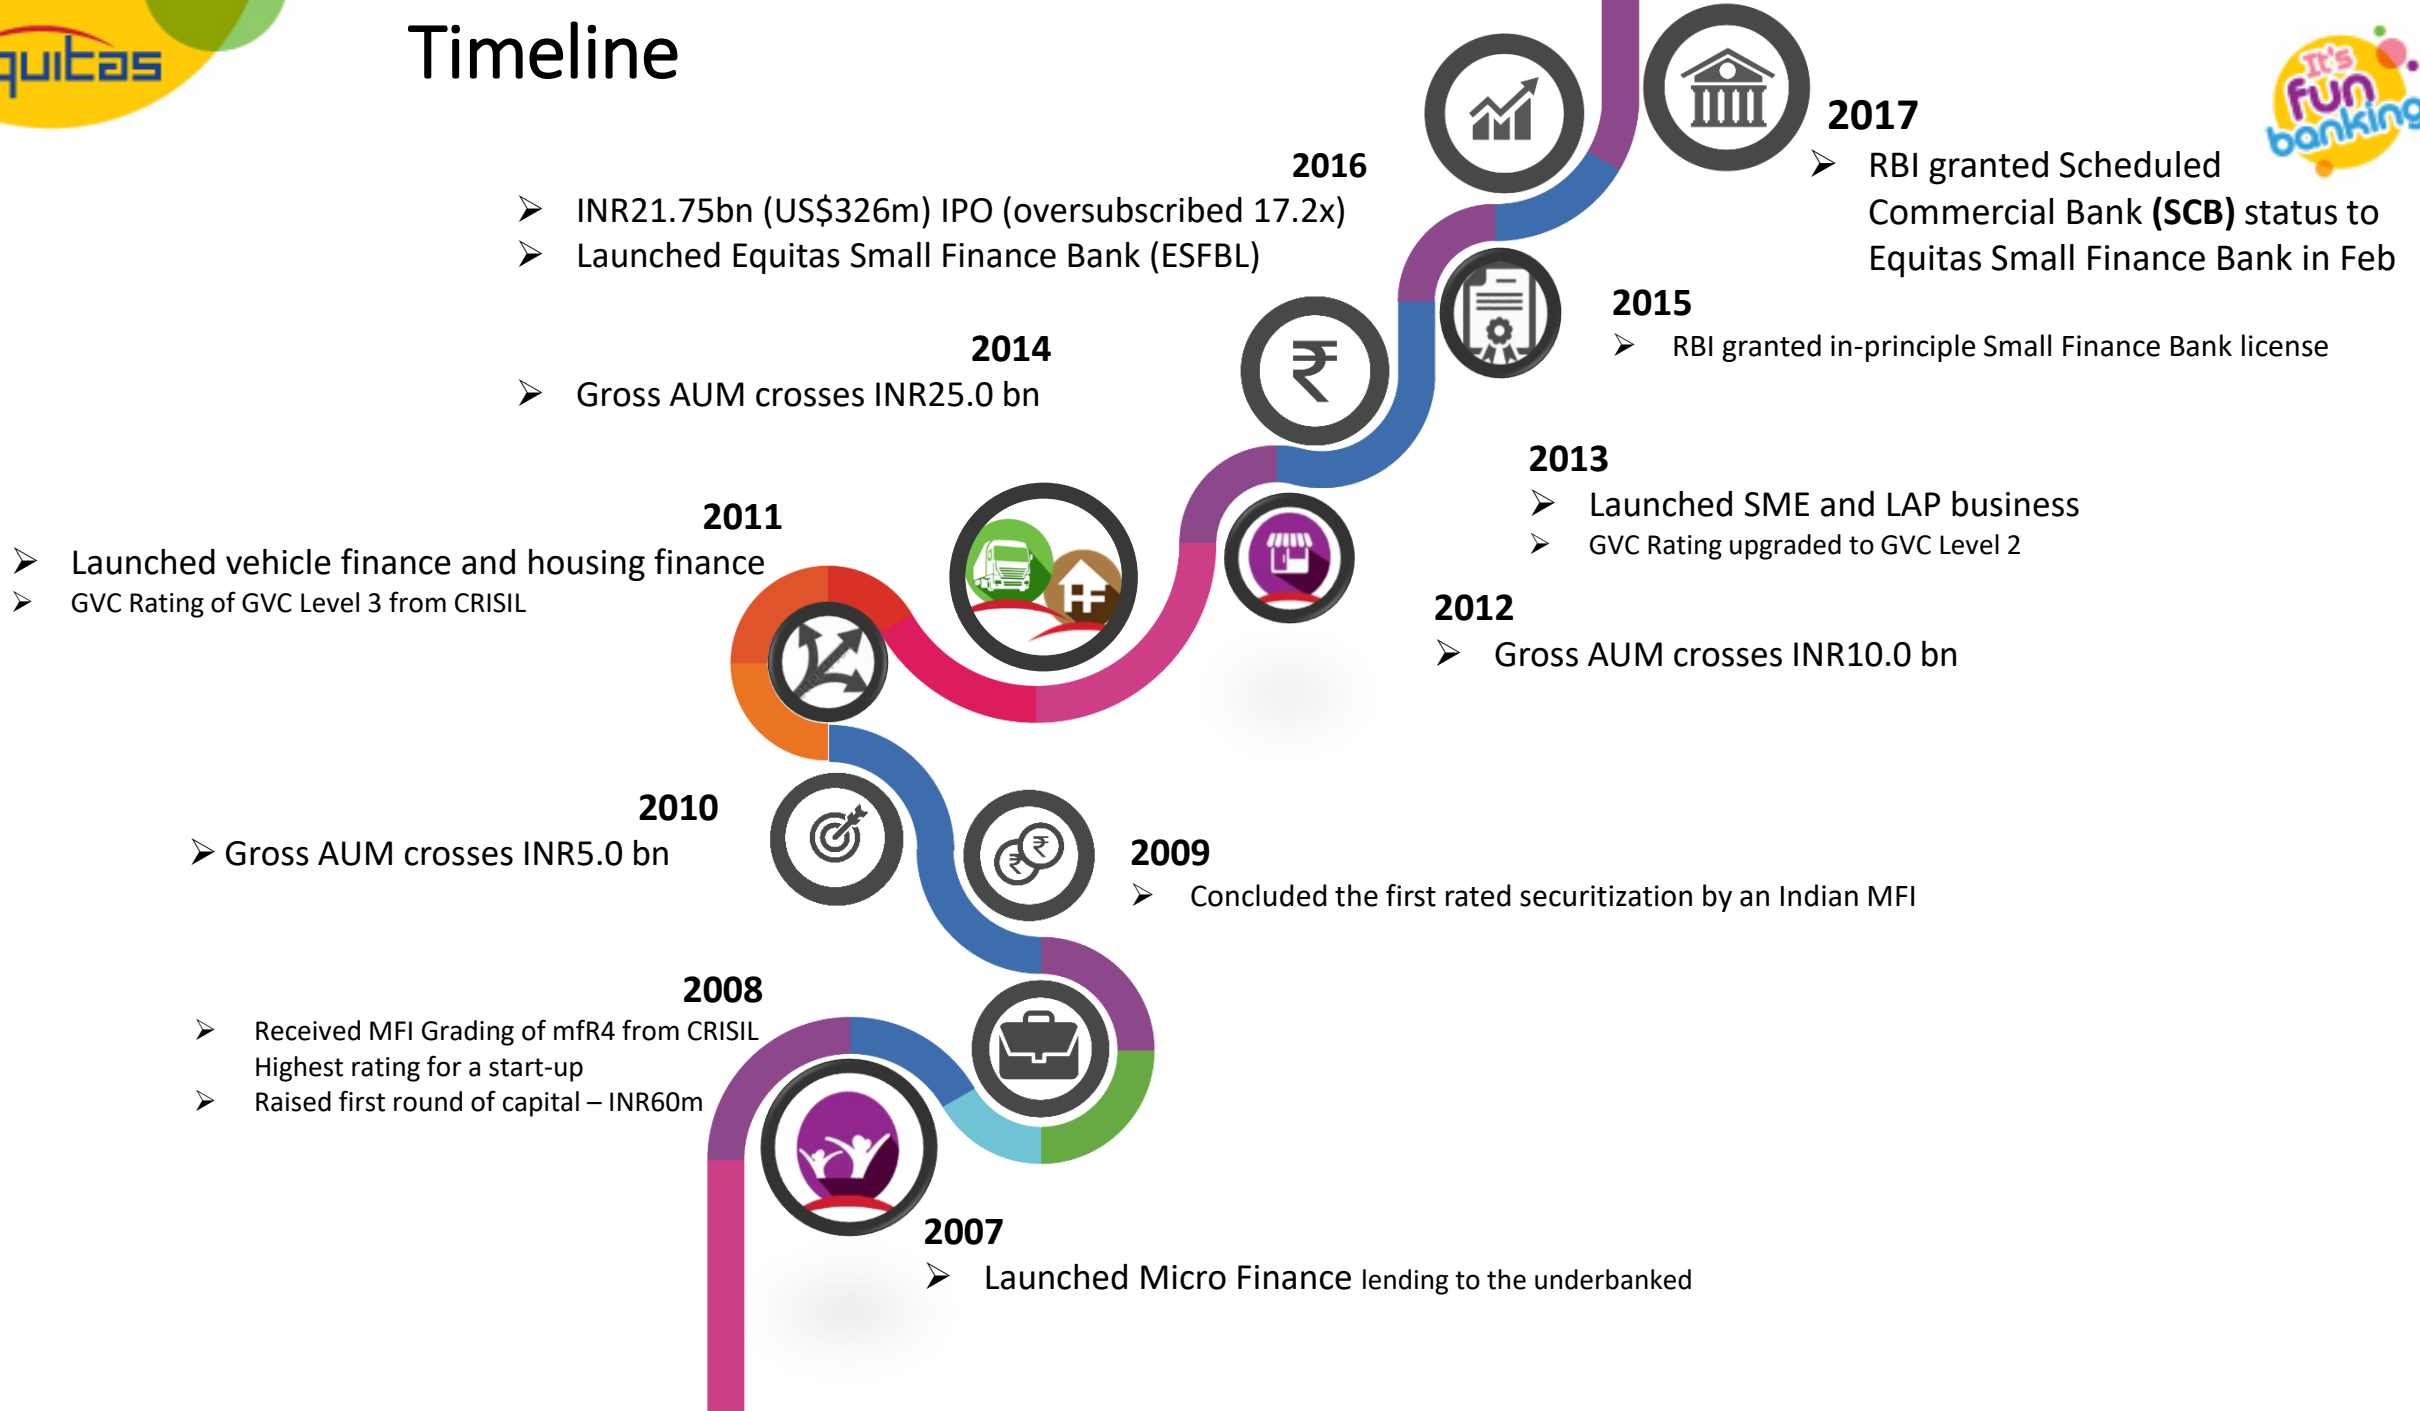 quitas
Timeline
It's
fun
banking
2017
➢ RBI granted Scheduled
Commercial Bank (SCB) status to
Equitas Small Finance Bank in Feb
2016
➢ INR21.75bn (US$326m) IPO (oversubscribed 17.2x)
➢ Launched Equitas Small Finance Bank (ESFBL)
2015
➢ RBI granted in-principle Small Finance Bank license
2014
➢ Gross AUM crosses INR25.0 bn
2013
➢ Launched SME and LAP business
➢ GVC Rating upgraded to GVC Level 2
2011
➢ Launched vehicle finance and housing finance
➢ GVC Rating of GVC Level 3 from CRISIL
2012
➢ Gross AUM crosses INR10.0 bn
2010
➢ Gross AUM crosses INR5.0 bn
2009
➢ Concluded the first rated securitization by an Indian MFI
2008
➢ Received MFI Grading of mfR4 from CRISIL
Highest rating for a start-up
➢ Raised first round of capital – INR60m
2007
➢ Launched Micro Finance lending to the underbanked